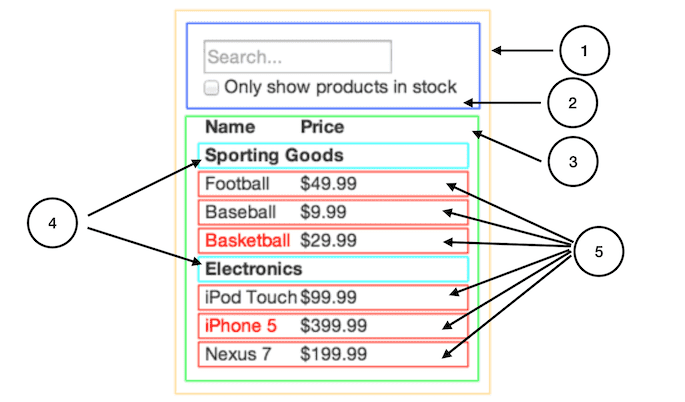 Search...
Only show products in stock
Name Price
Sporting Goods
Football $49.99
Baseball $9.99
Basketball $29.99
Electronics
iPod Touch $99.99
iPhone 5 $399.99
Nexus 7 $199.99
1
2
3
4
5